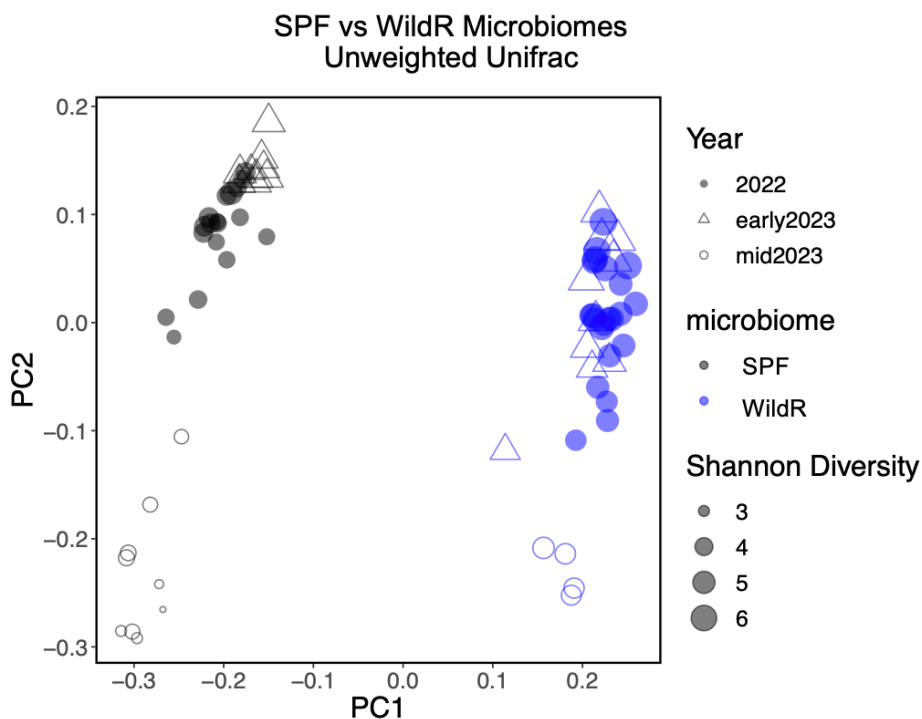 SPF vs WildR Microbiomes
Unweighted Unifrac
0.2
0.1
0.0
−0.1
−0.2
−0.3
PC2
−0.3
−0.2
−0.1
0.0
0.1
0.2
PC1
Year
2022
early2023
mid2023
microbiome
SPF
WildR
Shannon Diversity
3
4
5
6